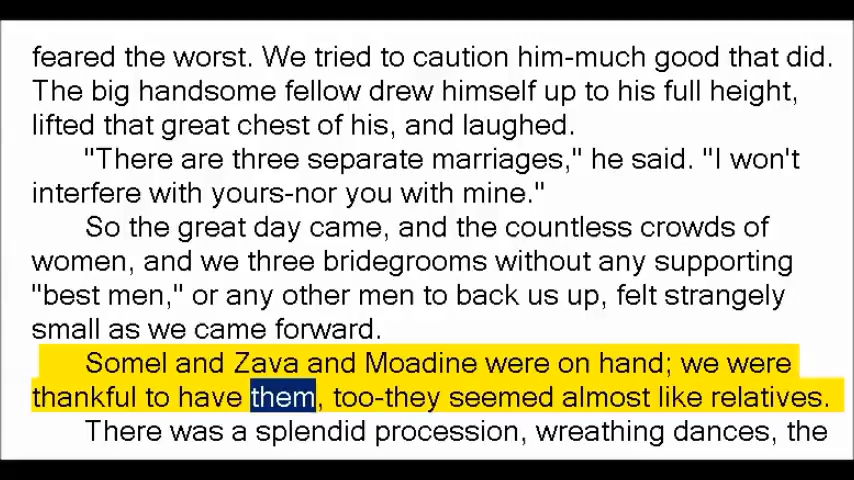 feared the worst. We tried to caution him-much good that did.
The big handsome fellow drew himself up to his full height,
lifted that great chest of his, and laughed.
"There are three separate marriages," he said. "I won't
interfere with yours-nor you with mine."
So the great day came, and the countless crowds of
women, and we three bridegrooms without any supporting
"best men," or any other men to back us up, felt strangely
small as we came forward.
Somel and Zava and Moadine were on hand; we were
thankful to have them, too-they seemed almost like relatives.
There was a splendid procession, wreathing dances, the